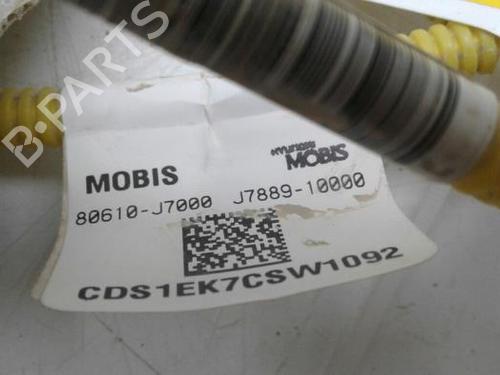 B-PARTS
HYUNDAI
MOBIS
MOBIS
80610-J7000 J7889-10000
CDS1EK7CSW1092